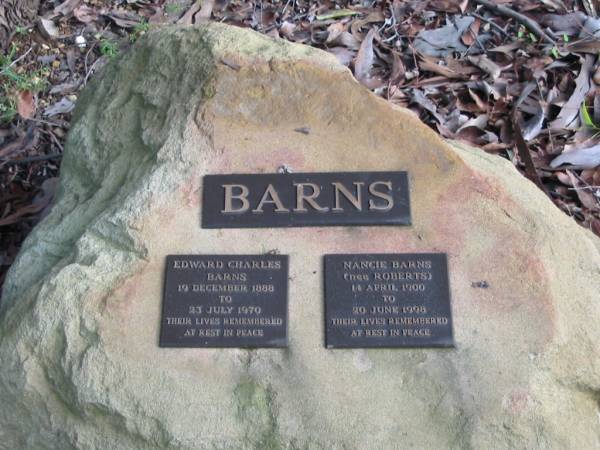 BARNS
EDWARD CHARLES
BARNS
19 DECEMBER 1888
TO
23 JULY 1970
THEIR LIVES REMEMBERED
AT REST IN PEACE
NANCIE BARNS
(nee ROBERTS)
14 APRIL 1900
TO
20 JUNE 1998
THEIR LIVES REMEMBERED
AT REST IN PEACE